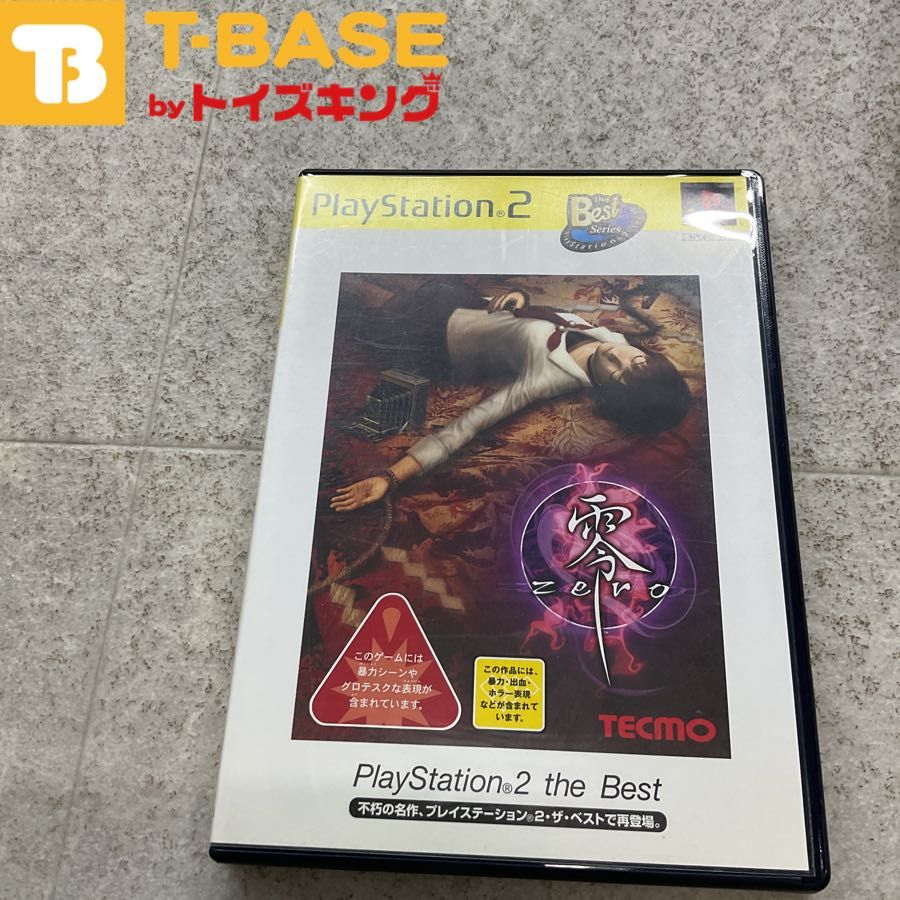 TB T-BASE
by トイズキング
PlayStation®2
The
Best
Series
PlayStation®2
零
zero
このゲームには
暴力シーンや
グロテスクな表現が
含まれています。
この作品には、
暴力・出血・
ホラー表現
などが含まれて
います。
TECMO
PlayStation®2 the Best
不朽の名作、プレイステーション®2・ザ・ベストで再登場。